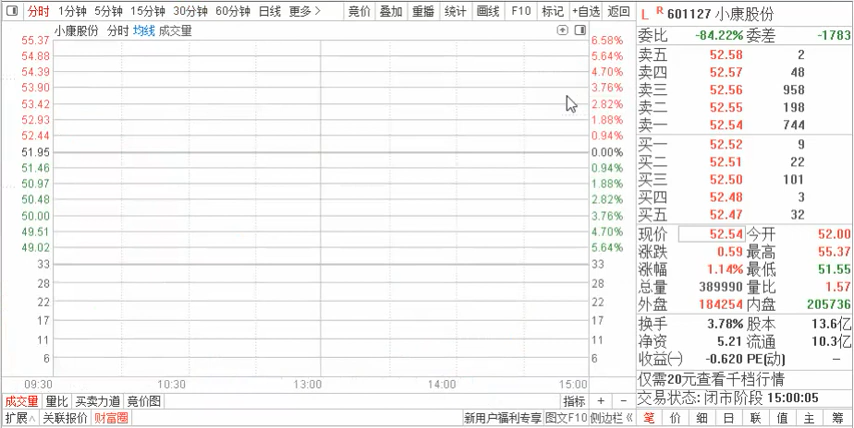 分时 1分钟 5分钟 15分钟 30分钟 60分钟 日线 更多 > 竞价 叠加 重播 统计 画线 F10 标记 +自选 返回
小康股份 分时 均线 成交量
55.37 6.58%
54.88 5.64%
54.39 4.70%
53.90 3.76%
53.42 2.82%
52.93 1.88%
52.44 0.94%
51.95 0.00%
51.46 0.94%
50.97 1.88%
50.48 2.82%
50.00 3.76%
49.51 4.70%
49.02 5.64%
33 33
28 28
22 22
17 17
11 11
6 6
09:30 10:30 13:00 14:00 15:00
成交量 量比 买卖力道 竞价图 指标 + −
扩展^ 关联报价 财富圈 新用户福利专享 图文F10 侧边栏《
L R 601127 小康股份
委比 -84.22% 委差 -1783
卖五 52.58 2
卖四 52.57 48
卖三 52.56 958
卖二 52.55 198
卖一 52.54 744
买一 52.52 9
买二 52.51 22
买三 52.50 101
买四 52.48 3
买五 52.47 32
现价 52.54 今开 52.00
涨跌 0.59 最高 55.37
涨幅 1.14% 最低 51.55
总量 389990 量比 1.57
外盘 184254 内盘 205736
换手 3.78% 股本 13.6亿
净资 5.21 流通 10.3亿
收益㈠ -0.620 PE(动) –
仅需20元查看千档行情
交易状态: 闭市阶段 15:00:05
笔 价 细 日 联 值 主 筹